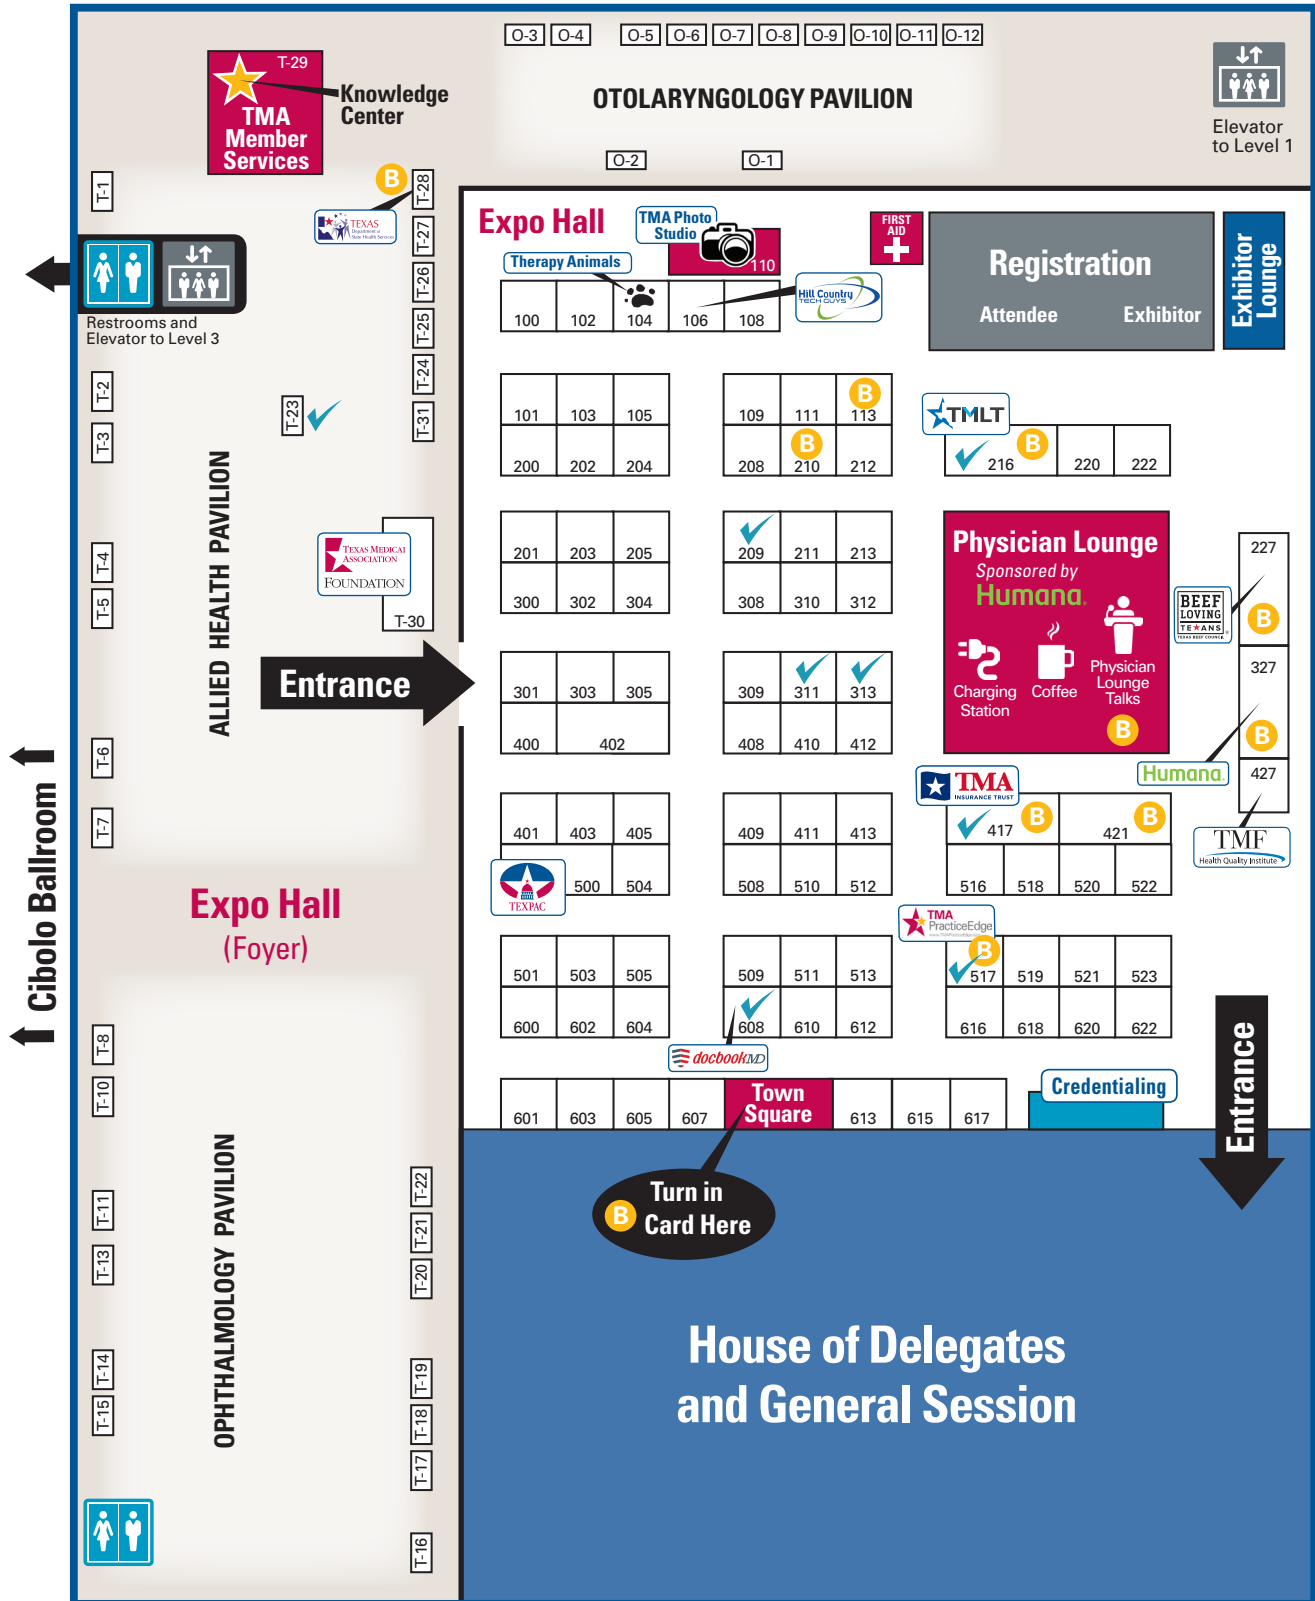 O-3 O-4 O-5 O-6 O-7 O-8 O-9 O-10 O-11 O-12
T-29
Knowledge
Center
TMA
Member
Services
OTOLARYNGOLOGY PAVILION
Elevator
to Level 1
O-2 O-1
B
T-28
TEXAS
Department of
State Health Services
T-1
T-27
T-26
T-25
T-24
T-31
T-23
Restrooms and
Elevator to Level 3
T-2
T-3
T-4
T-5
T-6
T-7
ALLIED HEALTH PAVILION
TEXAS MEDICAL
ASSOCIATION
FOUNDATION
T-30
Entrance
Cibolo Ballroom
Expo Hall
(Foyer)
T-8
T-10
T-11
T-13
T-14
T-15
OPHTHALMOLOGY PAVILION
T-22
T-21
T-20
T-19
T-18
T-17
T-16
Expo Hall
TMA Photo
Studio
110
FIRST
AID
Registration
Attendee Exhibitor
Exhibitor
Lounge
Therapy Animals
Hill Country
TECH GUYS
100 102 104 106 108
B
101 103 105 109 111 113
B
200 202 204 208 210 212
TMLT
B
216 220 222
201 203 205 209 211 213
300 302 304 308 310 312
Physician Lounge
Sponsored by
Humana
Charging
Station
Coffee
Physician
Lounge
Talks
B
227
BEEF
LOVING
TEXANS
TEXAS BEEF COUNCIL
B
327
B
Humana
427
TMF
Health Quality Institute
301 303 305 309 311 313
400 402 408 410 412
TMA
INSURANCE TRUST
B B
401 403 405 409 411 413 417 421
TEXPAC
500 504 508 510 512 516 518 520 522
TMA
PracticeEdge
B
501 503 505 509 511 513 517 519 521 523
600 602 604 608 610 612 616 618 620 622
docbookMD
601 603 605 607
Town
Square
613 615 617
Credentialing
Entrance
B
Turn in
Card Here
House of Delegates
and General Session